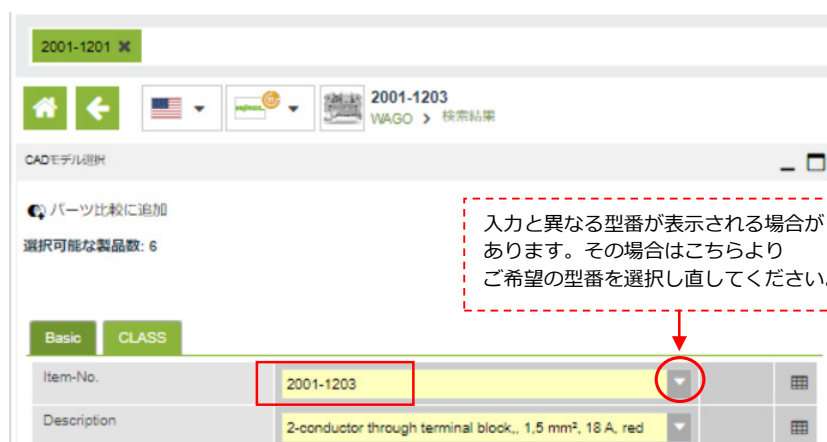 2001-1201 ✖
2001-1203
WAGO > 検索結果
CADモデル選択
パーツ比較に追加
選択可能な製品数: 6
入力と異なる型番が表示される場合が
あります。その場合はこちらより
ご希望の型番を選択し直してください。
Basic CLASS
Item-No. 2001-1203
Description 2-conductor through terminal block,, 1,5 mm², 18 A, red